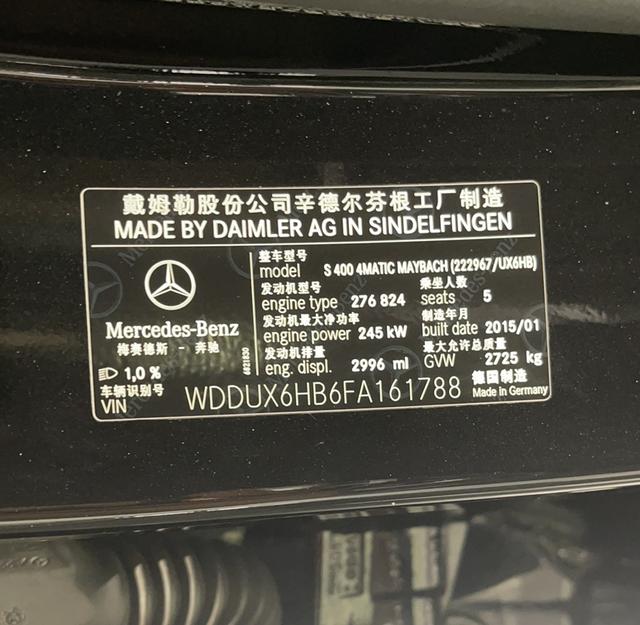 戴姆勒股份公司辛德尔芬根工厂制造
MADE BY DAIMLER AG IN SINDELFINGEN
Mercedes-Benz
梅赛德斯 - 奔驰
1,0 %
整车型号
model S 400 4MATIC MAYBACH (222967/UX6HB)
发动机型号 乘坐人数
engine type 276 824 seats 5
发动机最大净功率 制造年月
engine power 245 kW built date 2015/01
发动机排量 最大允许总质量
eng. displ. 2996 ml GVW 2725 kg
车辆识别号 德国制造
VIN WDDUX6HB6FA161788 Made in Germany